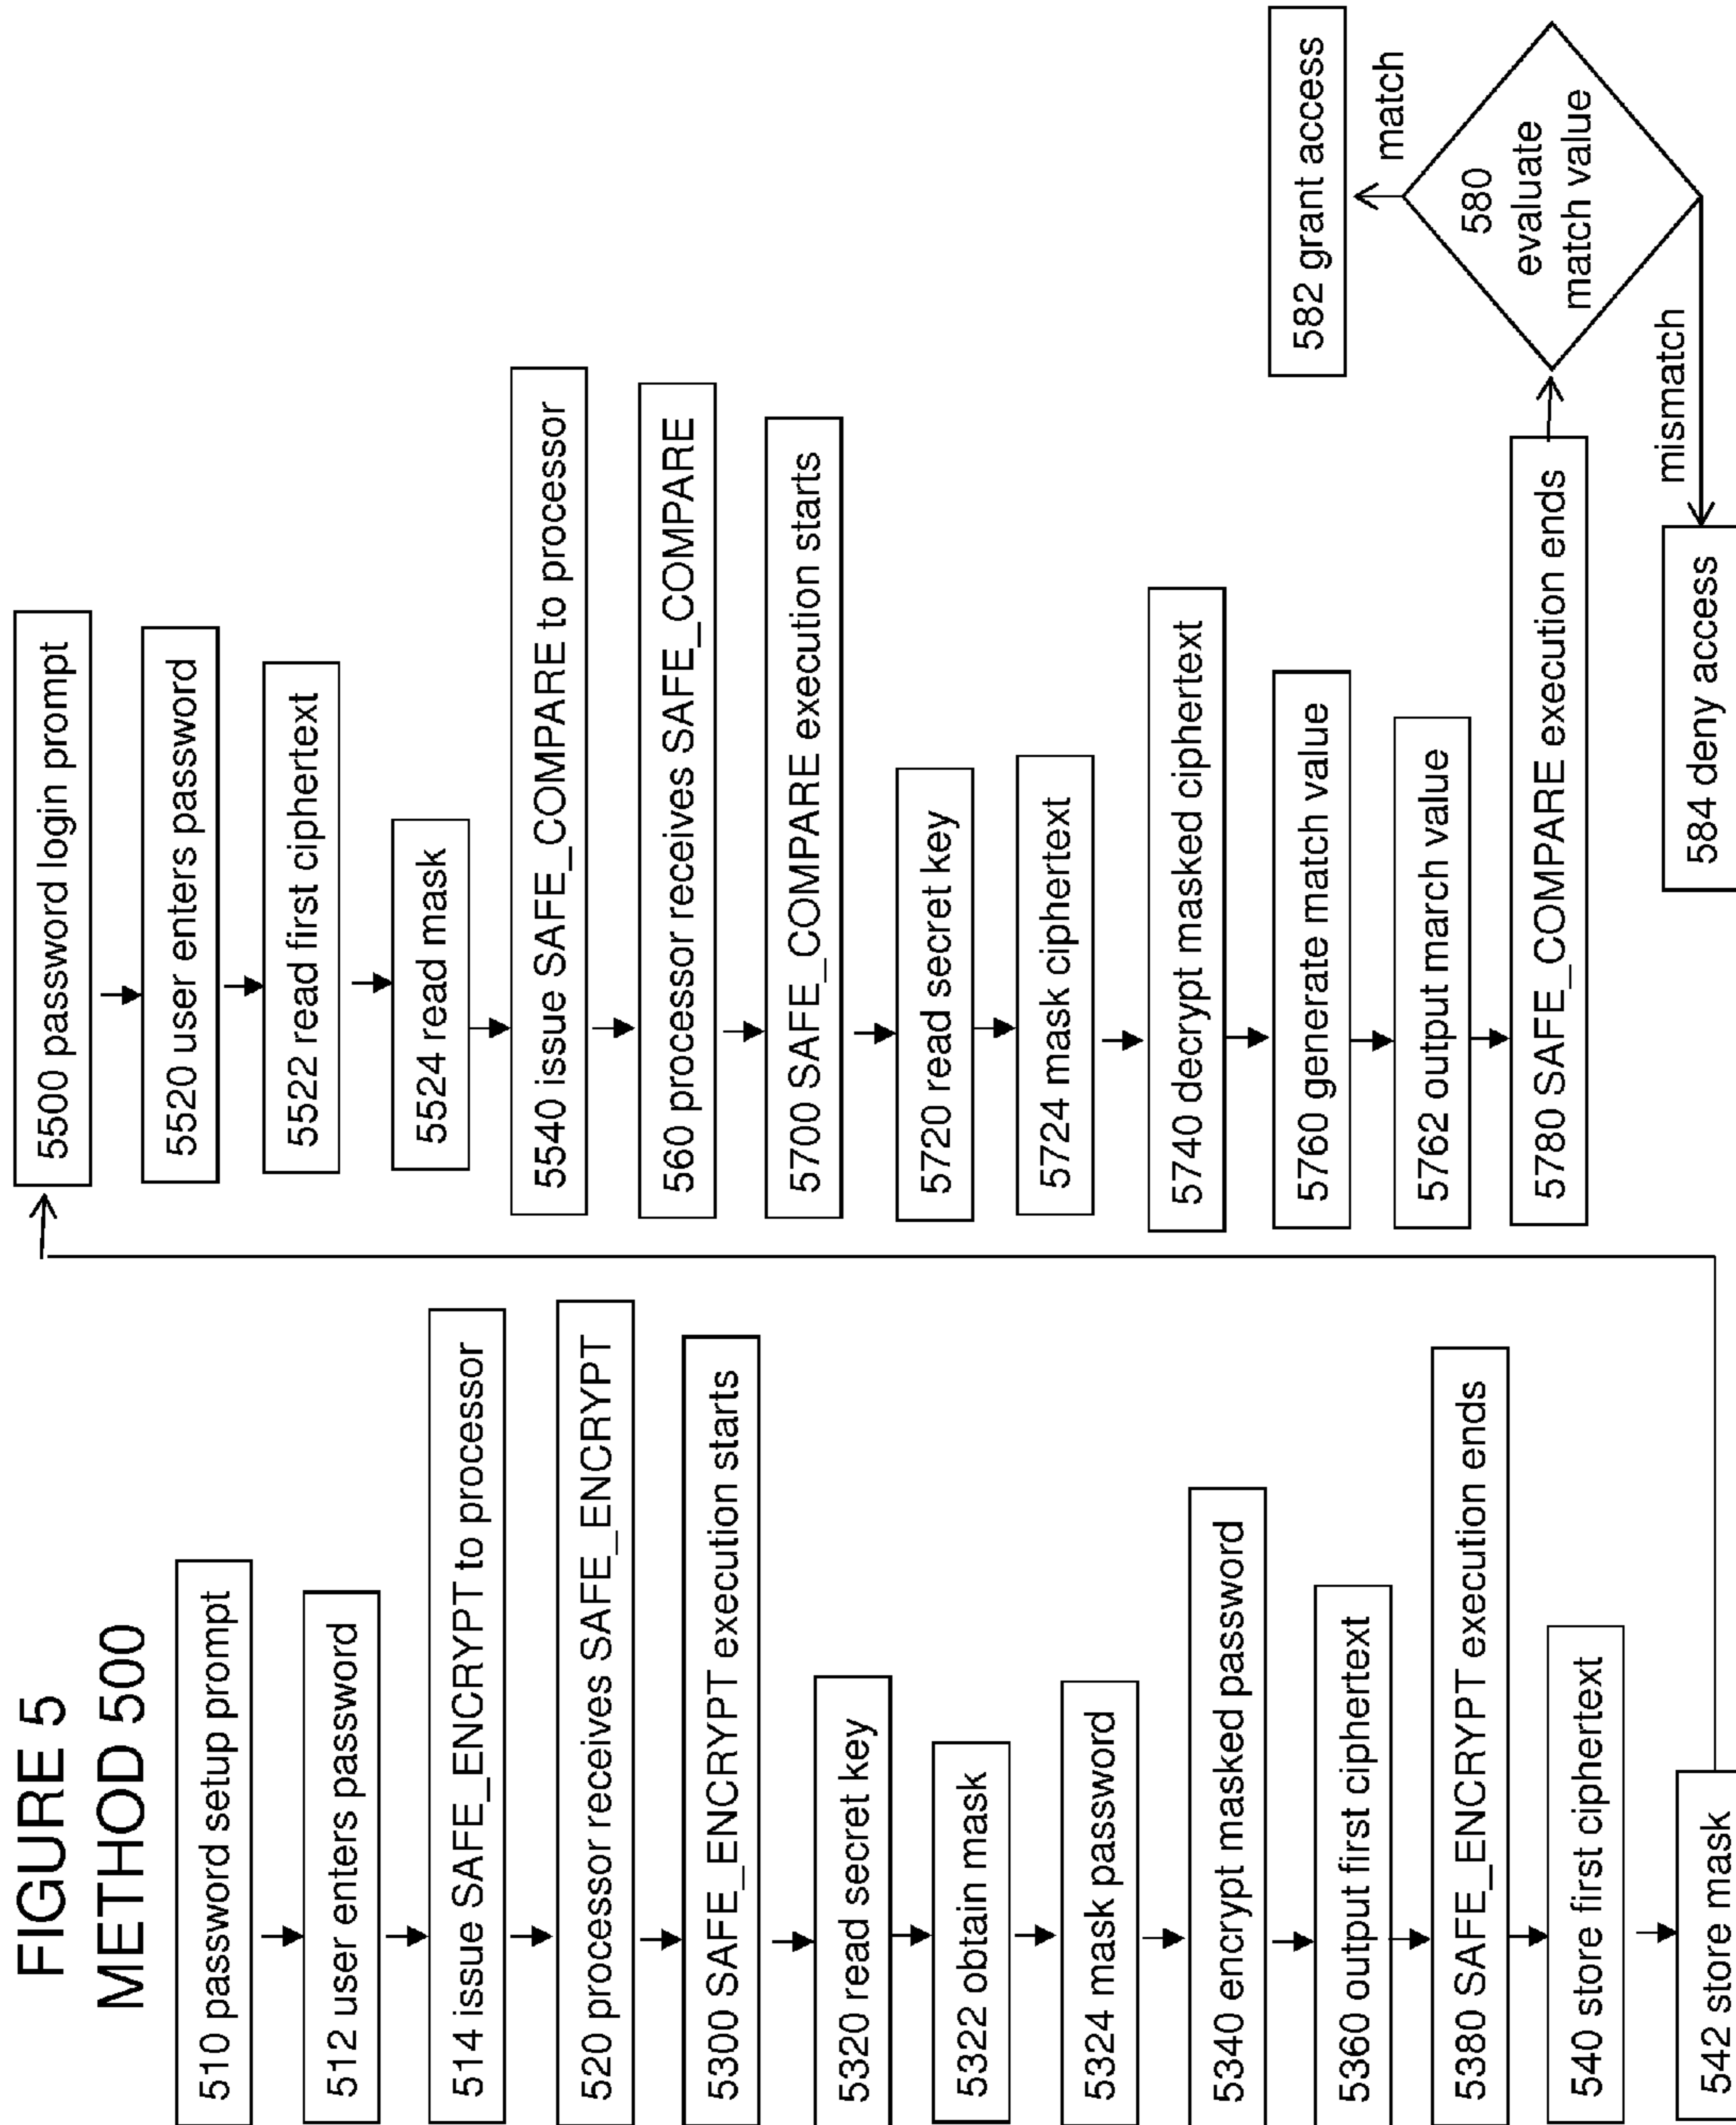 FIGURE 5
METHOD 500
510 password setup prompt
512 user enters password
514 issue SAFE_ENCRYPT to processor
520 processor receives SAFE_ENCRYPT
5300 SAFE_ENCRYPT execution starts
5320 read secret key
5322 obtain mask
5324 mask password
5340 encrypt masked password
5360 output first ciphertext
5380 SAFE_ENCRYPT execution ends
540 store first ciphertext
542 store mask
5500 password login prompt
5520 user enters password
5522 read first ciphertext
5524 read mask
5540 issue SAFE_COMPARE to processor
560 processor receives SAFE_COMPARE
5700 SAFE_COMPARE execution starts
5720 read secret key
5724 mask ciphertext
5740 decrypt masked ciphertext
5760 generate match value
5762 output march value
5780 SAFE_COMPARE execution ends
580
evaluate
match value
match
582 grant access
mismatch
584 deny access